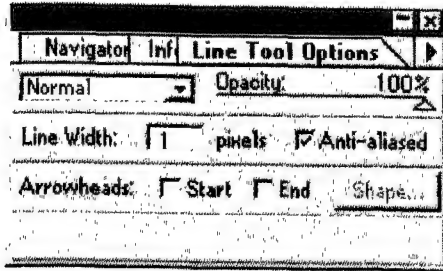 Navigator Inf Line Tool Options
Normal Opacity: 100%
Line Width: 1 pixels Anti-aliased
Arrowheads: Start End Shape...